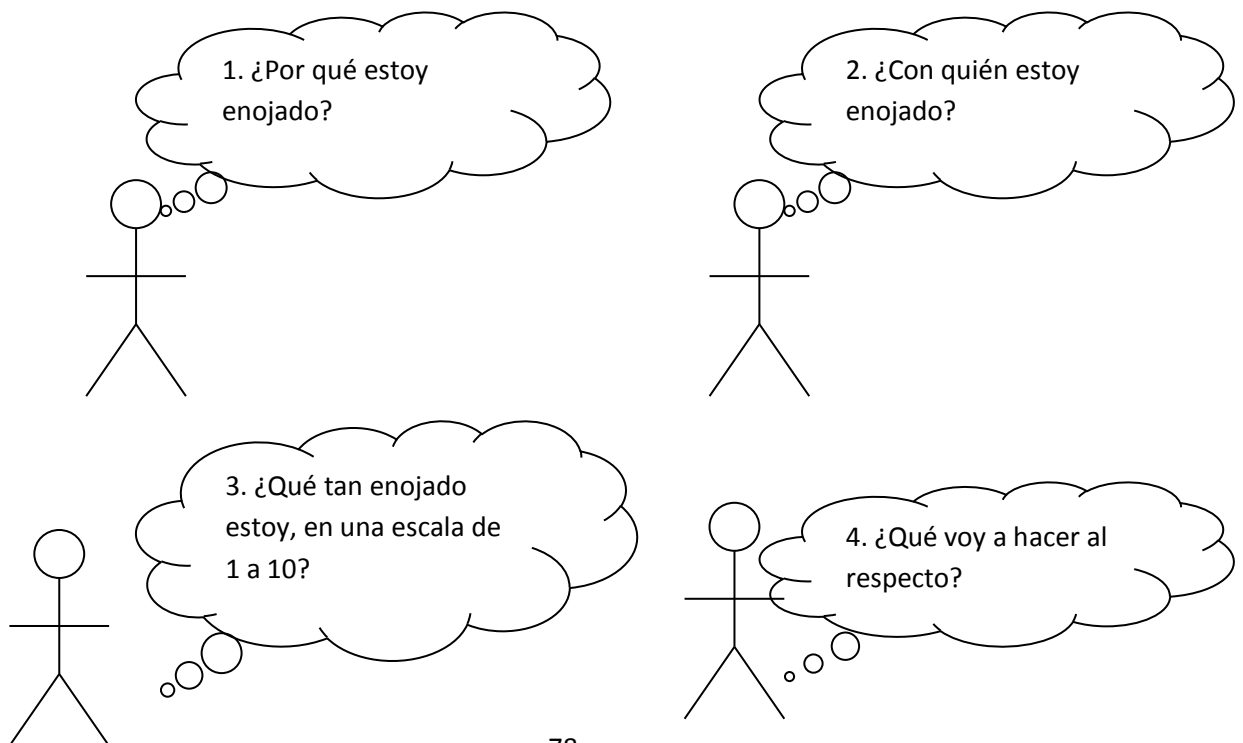 1. ¿Por qué estoy
enojado?
2. ¿Con quién estoy
enojado?
3. ¿Qué tan enojado
estoy, en una escala de
1 a 10?
4. ¿Qué voy a hacer al
respecto?